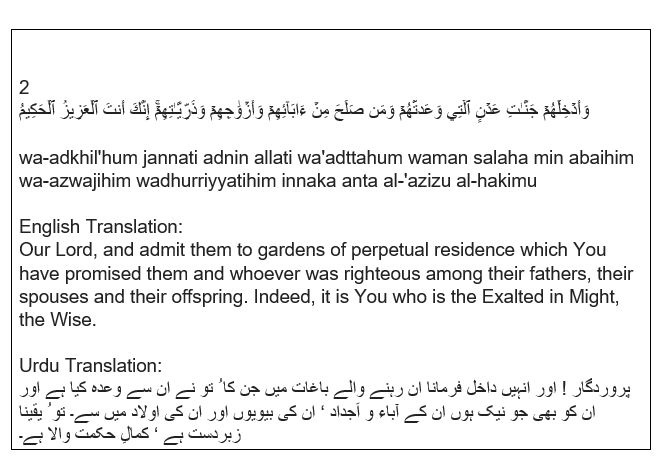 2
وَأَدۡخِلۡهُمۡ جَنَّٰتِ عَدۡنٍ ٱلَّتِي وَعَدتَّهُمۡ وَمَن صَلَحَ مِنۡ ءَابَآئِهِمۡ وَأَزۡوَٰجِهِمۡ وَذُرِّيَّٰتِهِمۡۚ إِنَّكَ أَنتَ ٱلۡعَزِيزُ ٱلۡحَكِيمُ
wa-adkhil'hum jannati adnin allati wa'adttahum waman salaha min abaihim
wa-azwajihim wadhurriyyatihim innaka anta al-'azizu al-hakimu
English Translation:
Our Lord, and admit them to gardens of perpetual residence which You
have promised them and whoever was righteous among their fathers, their
spouses and their offspring. Indeed, it is You who is the Exalted in Might,
the Wise.
Urdu Translation:
پروردگار ! اور انہیں داخل فرمانا ان رہنے والے باغات میں جن کا ُ تو نے ان سے وعدہ کیا ہے اور
ان کو بھی جو نیک ہوں ان کے آباء و اَجداد ‘ ان کی بیویوں اور ان کی اولاد میں سے۔ تو ُ یقینا
زبردست ہے ‘ کمالِ حکمت والا ہے۔